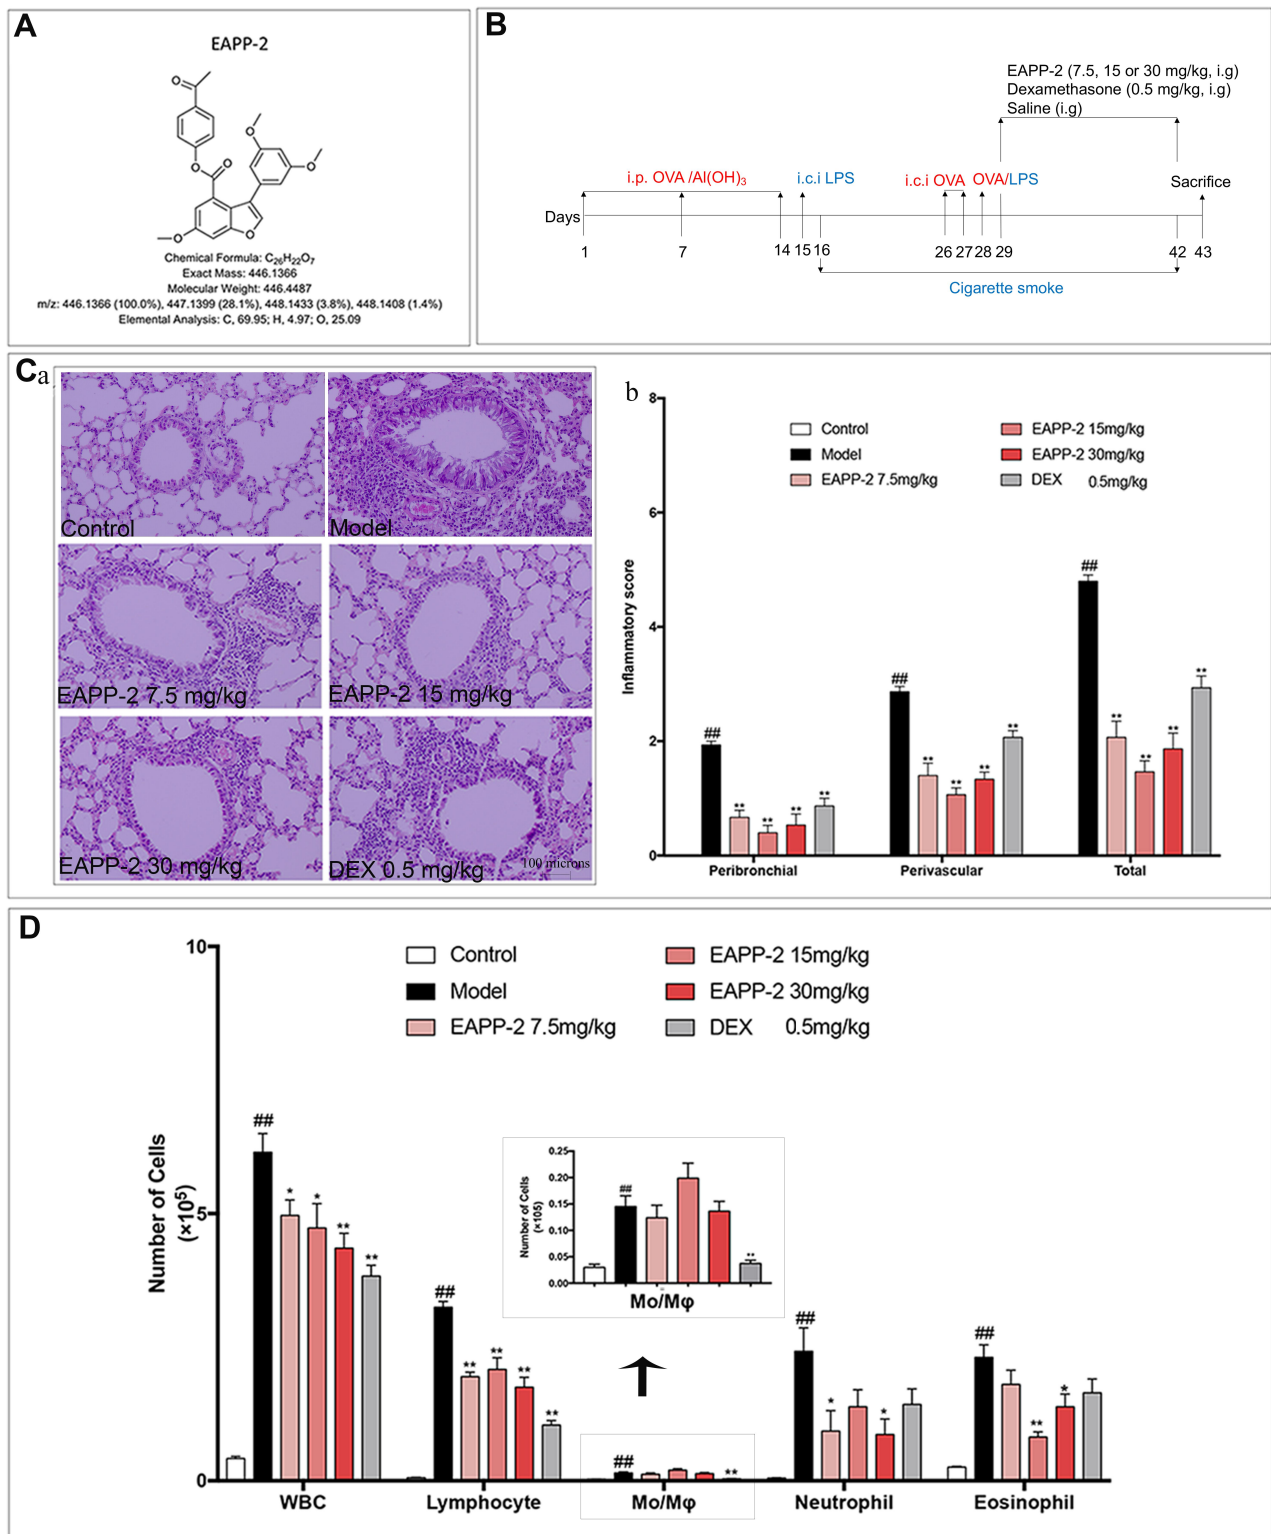 A
EAPP-2
O
O
O
O
O
O
O
Chemical Formula: C26H22O7
Exact Mass: 446.1366
Molecular Weight: 446.4487
m/z: 446.1366 (100.0%), 447.1399 (28.1%), 448.1433 (3.8%), 448.1408 (1.4%)
Elemental Analysis: C, 69.95; H, 4.97; O, 25.09
B
EAPP-2 (7.5, 15 or 30 mg/kg, i.g)
Dexamethasone (0.5 mg/kg, i.g)
Saline (i.g)
i.p. OVA /Al(OH)3
i.c.i LPS
i.c.i OVA
OVA/LPS
Sacrifice
Days
1
7
14
15
16
26
27
28
29
42
43
Cigarette smoke
C
a
Control
Model
EAPP-2 7.5 mg/kg
EAPP-2 15 mg/kg
EAPP-2 30 mg/kg
DEX 0.5 mg/kg
100 microns
b
8
6
4
2
0
Inflammatory score
Control
Model
EAPP-2 7.5mg/kg
EAPP-2 15mg/kg
EAPP-2 30mg/kg
DEX 0.5mg/kg
##
**
**
**
**
##
**
**
**
**
##
**
**
**
**
Peribronchial
Perivascular
Total
D
10
5
0
Number of Cells
(×10⁵)
Control
Model
EAPP-2 7.5mg/kg
EAPP-2 15mg/kg
EAPP-2 30mg/kg
DEX 0.5mg/kg
##
*
*
**
**
##
**
**
**
**
0.25
0.20
0.15
0.10
0.05
0.00
Number of Cells
(×105)
##
**
Mo/Mφ
##
**
##
*
*
##
**
*
WBC
Lymphocyte
Mo/Mφ
Neutrophil
Eosinophil